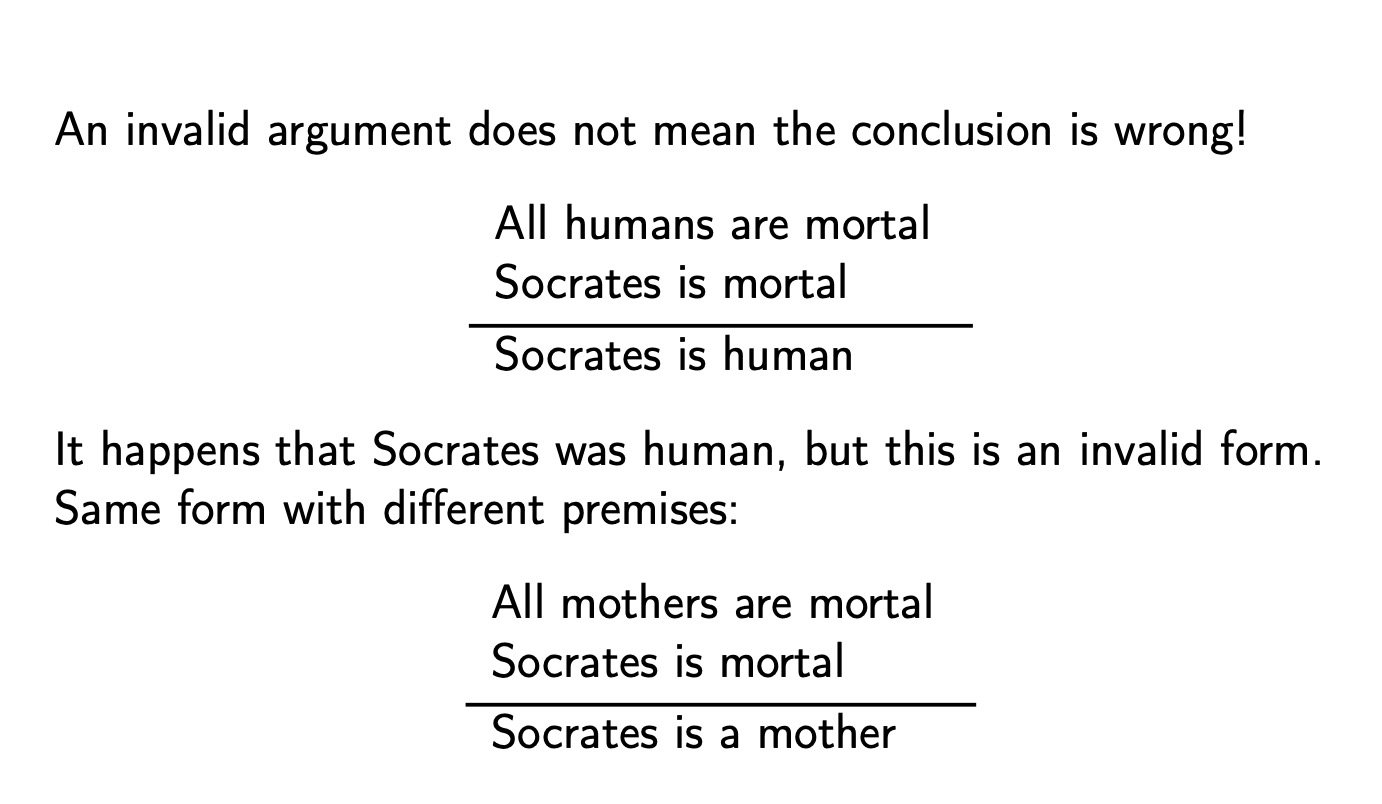 An invalid argument does not mean the conclusion is wrong!
All humans are mortal
Socrates is mortal
Socrates is human
It happens that Socrates was human, but this is an invalid form.
Same form with different premises:
All mothers are mortal
Socrates is mortal
Socrates is a mother